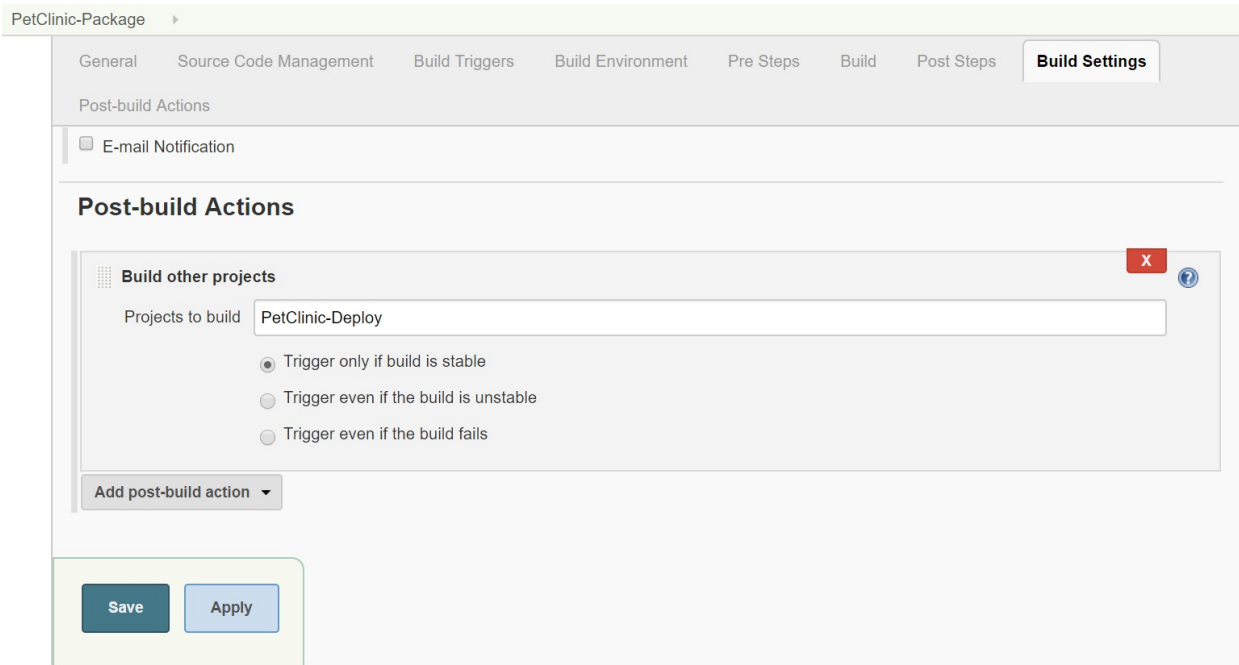 PetClinic-Package
General Source Code Management Build Triggers Build Environment Pre Steps Build Post Steps Build Settings
Post-build Actions
E-mail Notification
Post-build Actions
X
Build other projects
?
Projects to build PetClinic-Deploy
Trigger only if build is stable
Trigger even if the build is unstable
Trigger even if the build fails
Add post-build action
Save Apply